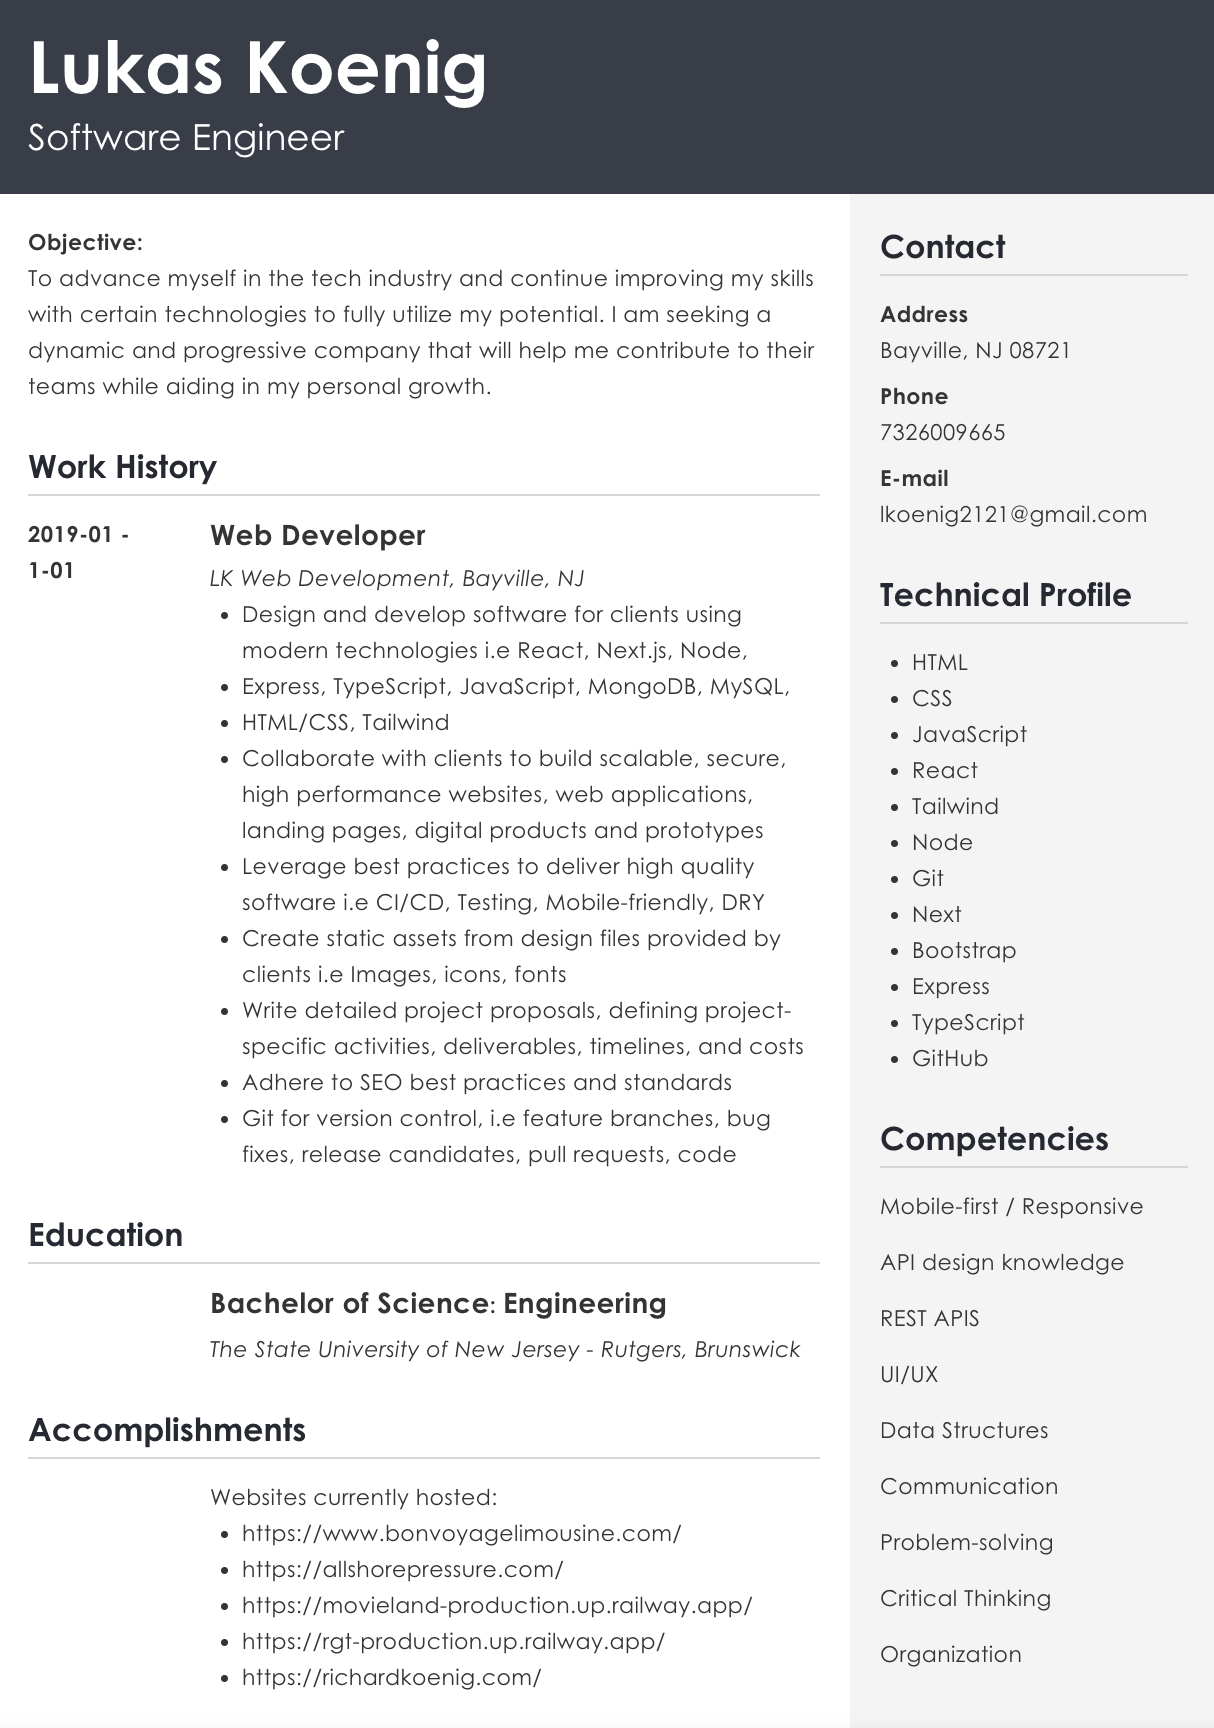 Lukas Koenig
Software Engineer
Objective:
To advance myself in the tech industry and continue improving my skills
with certain technologies to fully utilize my potential. I am seeking a
dynamic and progressive company that will help me contribute to their
teams while aiding in my personal growth.
Work History
2019-01 -
1-01
Web Developer
LK Web Development, Bayville, NJ
• Design and develop software for clients using
modern technologies i.e React, Next.js, Node,
• Express, TypeScript, JavaScript, MongoDB, MySQL,
• HTML/CSS, Tailwind
• Collaborate with clients to build scalable, secure,
high performance websites, web applications,
landing pages, digital products and prototypes
• Leverage best practices to deliver high quality
software i.e CI/CD, Testing, Mobile-friendly, DRY
• Create static assets from design files provided by
clients i.e Images, icons, fonts
• Write detailed project proposals, defining project-
specific activities, deliverables, timelines, and costs
• Adhere to SEO best practices and standards
• Git for version control, i.e feature branches, bug
fixes, release candidates, pull requests, code
Education
Bachelor of Science: Engineering
The State University of New Jersey - Rutgers, Brunswick
Accomplishments
Websites currently hosted:
• https://www.bonvoyagelimousine.com/
• https://allshorepressure.com/
• https://movieland-production.up.railway.app/
• https://rgt-production.up.railway.app/
• https://richardkoenig.com/
Contact
Address
Bayville, NJ 08721
Phone
7326009665
E-mail
lkoenig2121@gmail.com
Technical Profile
• HTML
• CSS
• JavaScript
• React
• Tailwind
• Node
• Git
• Next
• Bootstrap
• Express
• TypeScript
• GitHub
Competencies
Mobile-first / Responsive
API design knowledge
REST APIS
UI/UX
Data Structures
Communication
Problem-solving
Critical Thinking
Organization